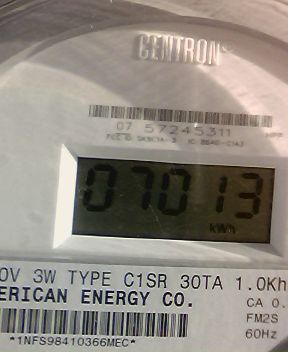 CENTRON®
07 57245311
07013
kWh
0V 3W TYPE C1SR 30TA 1.0Kh
ERICAN ENERGY CO. CA 0.
FM2S
60Hz
*1NFS98410366MEC*